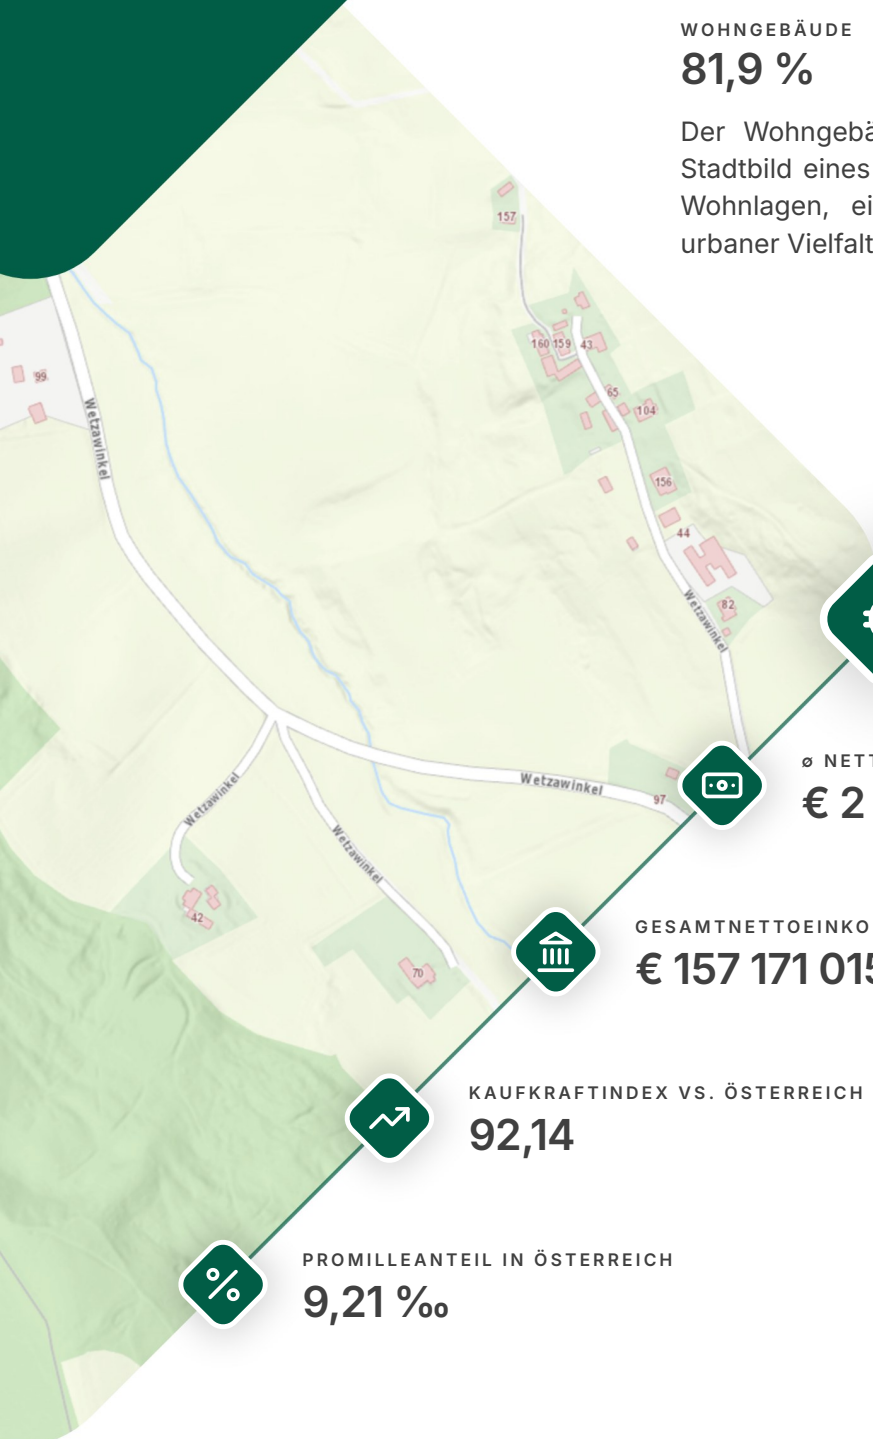 WOHNGEBÄUDE
81,9 %
Der Wohngebä
Stadtbild eines
Wohnlagen, ei
urbaner Vielfalt
157
160 159 43
99
65
104
Wetzawinkel
156
44
82
Wetzawinkel
Wetzawinkel
97
Wetzawinkel
Wetzawinkel
42
70
ø NETT
€ 2
GESAMTNETTOEINKO
€ 157 171 015
KAUFKRAFTINDEX VS. ÖSTERREICH
92,14
PROMILLEANTEIL IN ÖSTERREICH
9,21 ‰